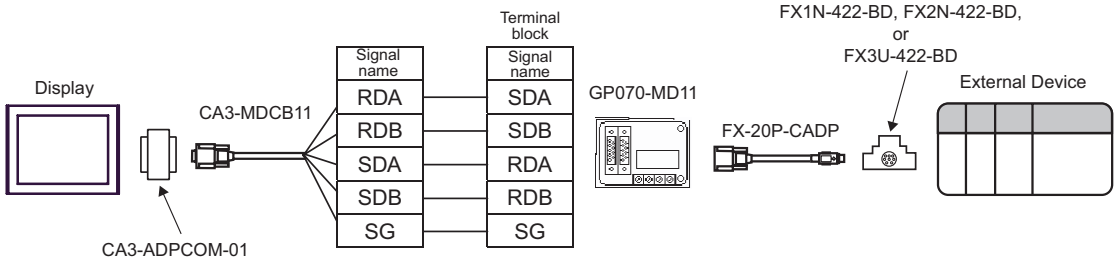 FX1N-422-BD, FX2N-422-BD,
or
FX3U-422-BD
Terminal
block
Signal
name
Signal
name
Display
CA3-MDCB11
GP070-MD11
External Device
FX-20P-CADP
RDA
SDA
RDB
SDB
SDA
RDA
SDB
RDB
SG
SG
CA3-ADPCOM-01